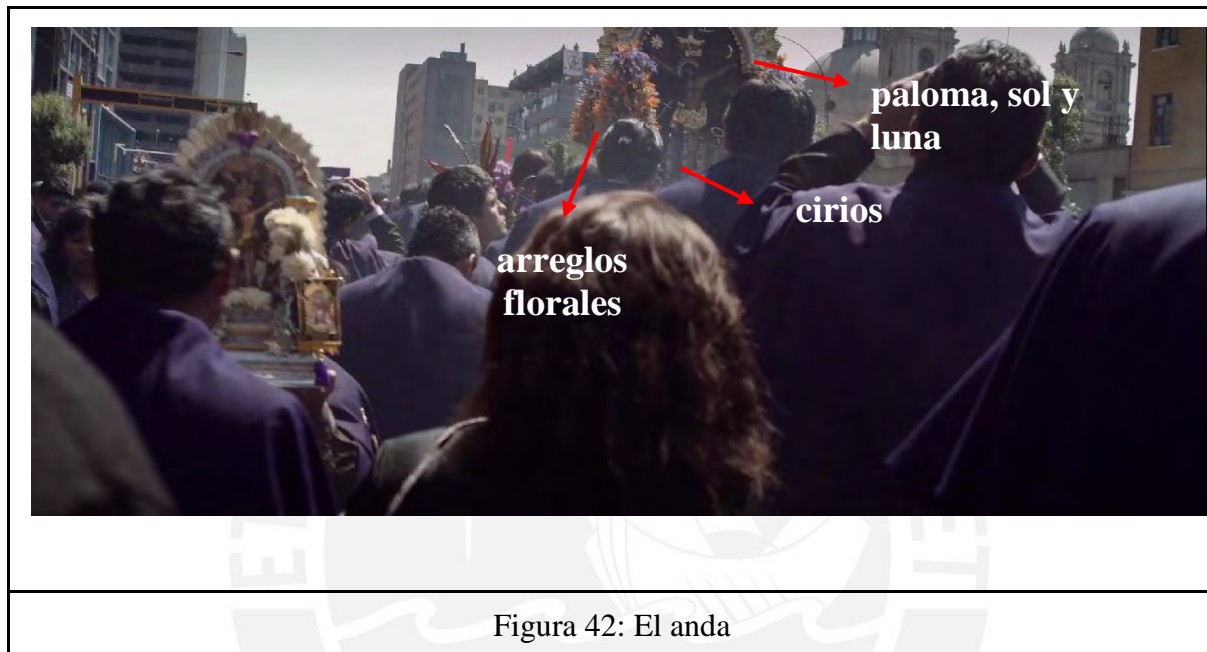 paloma, sol y
luna
cirios
arreglos
florales
Figura 42: El anda